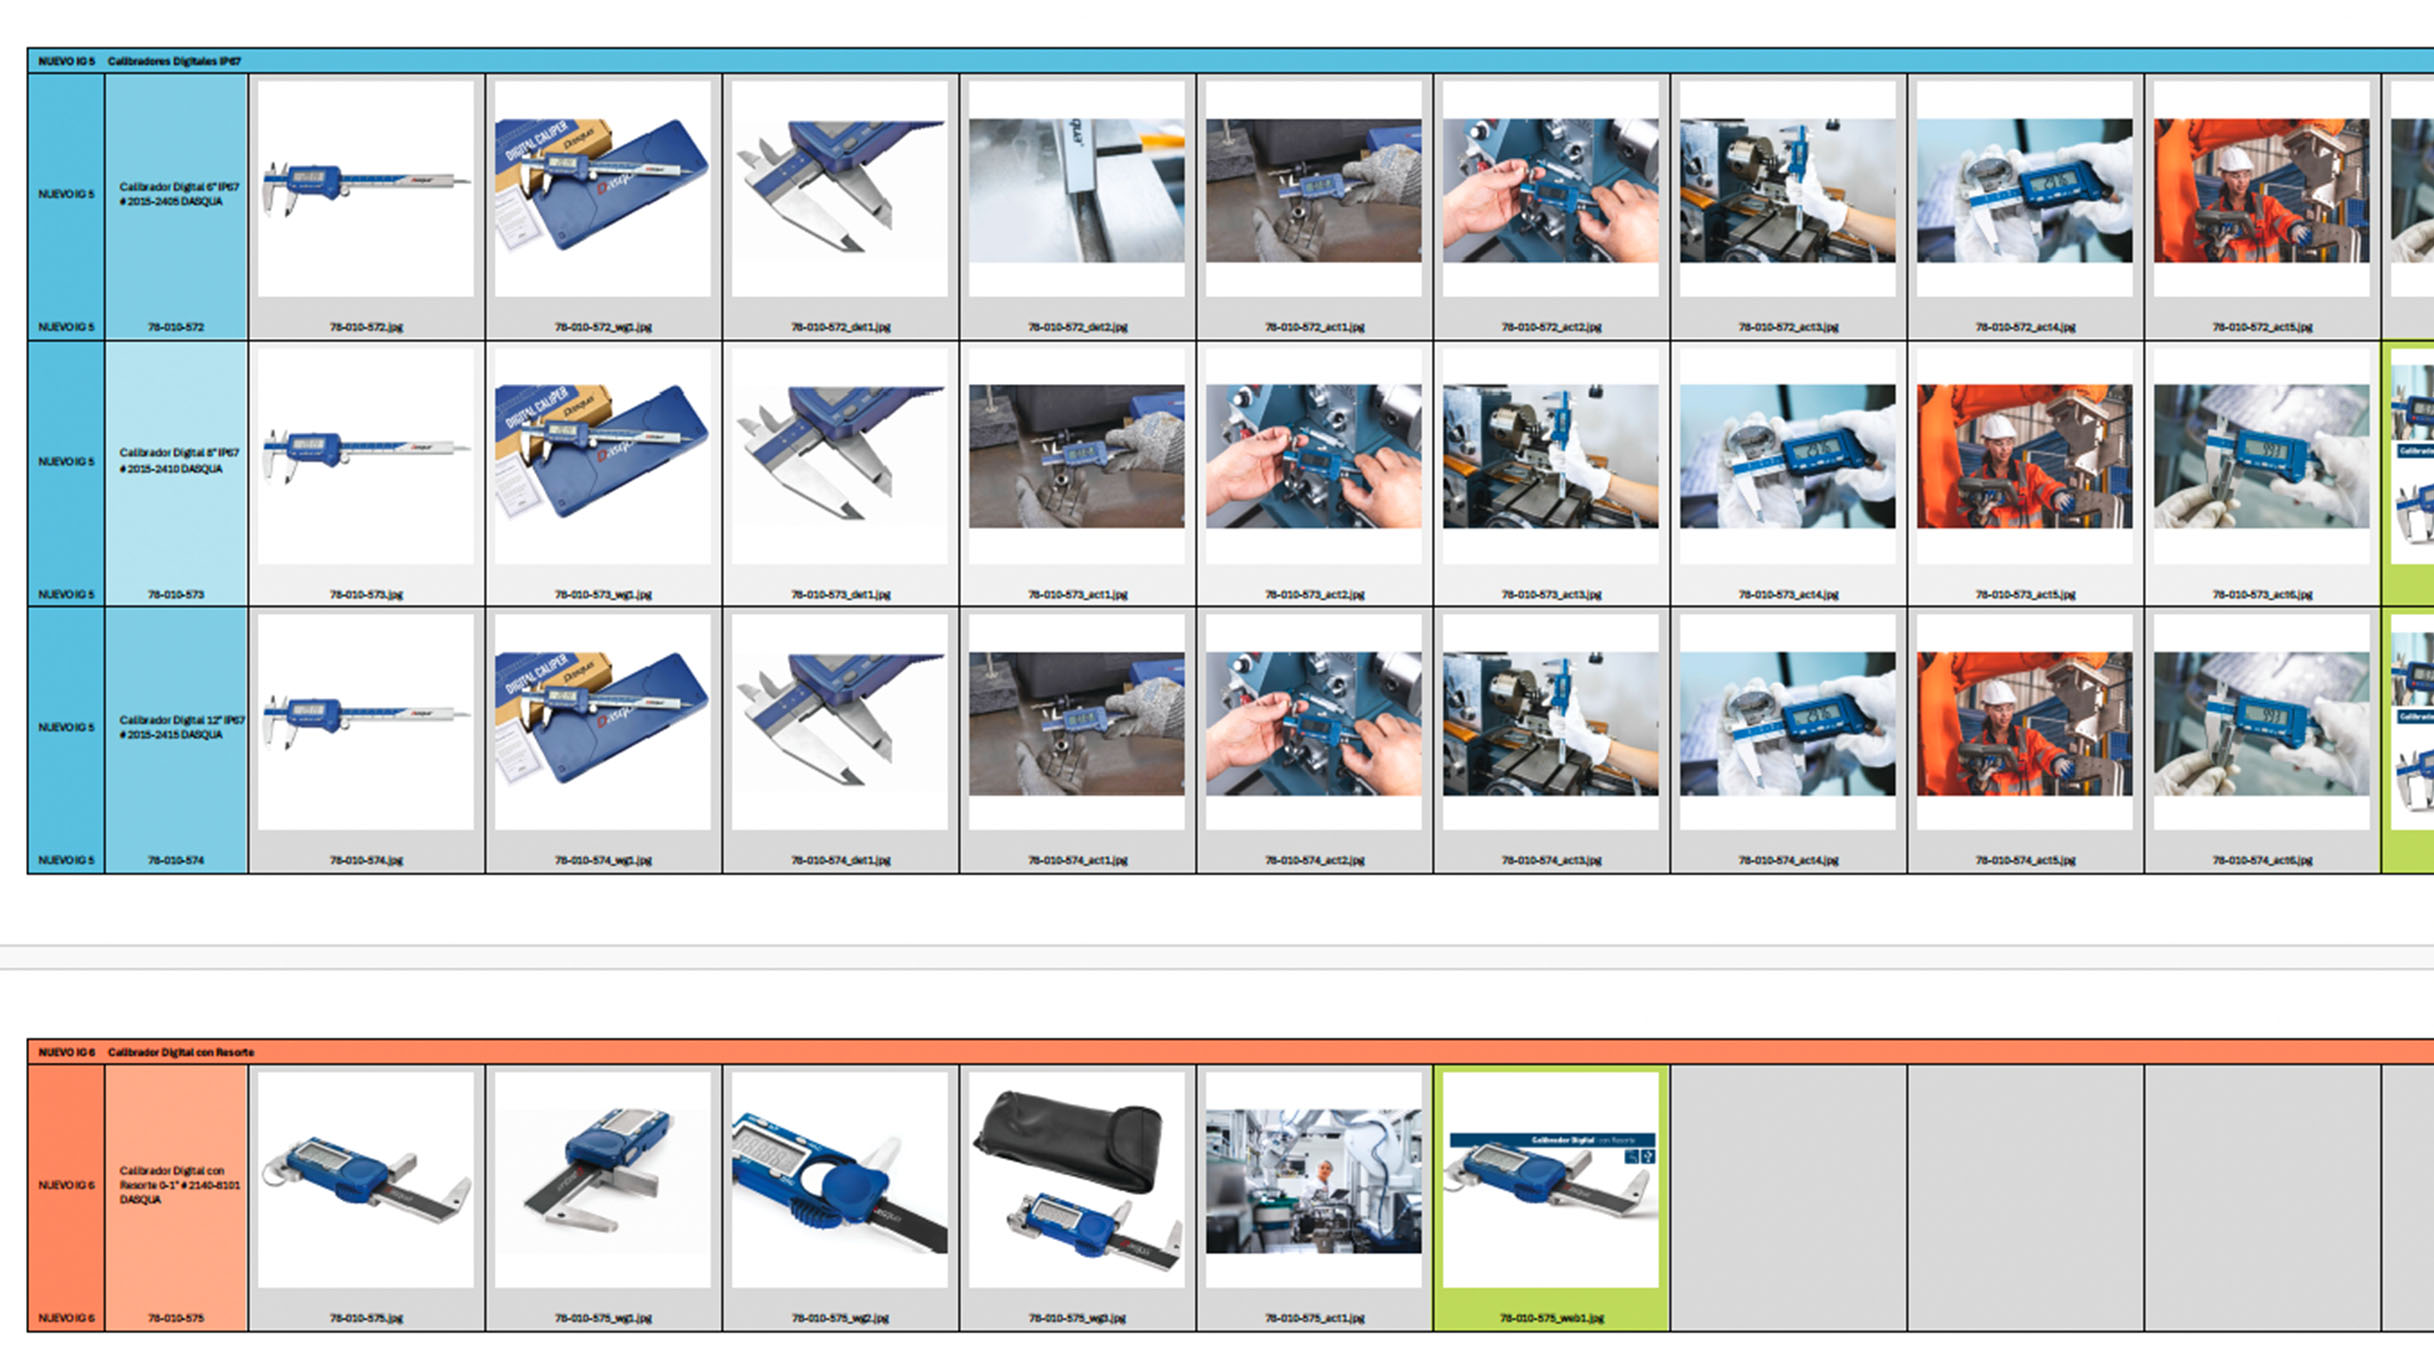 NUEVO IG 5 Calibradores Digitales IP67
NUEVO IG 5
Calibrador Digital 6" IP67
# 2015-2405 DASQUA
DIGITAL CALIPER
Dasqua
NUEVO IG 5 78-010-572 78-010-572.jpg 78-010-572_wg1.jpg 78-010-572_det1.jpg 78-010-572_det2.jpg 78-010-572_act1.jpg 78-010-572_act2.jpg 78-010-572_act3.jpg 78-010-572_act4.jpg 78-010-572_act5.jpg
NUEVO IG 5
Calibrador Digital 8" IP67
# 2015-2410 DASQUA
DIGITAL CALIPER
Dasqua
993
NUEVO IG 5 78-010-573 78-010-573.jpg 78-010-573_wg1.jpg 78-010-573_det1.jpg 78-010-573_act1.jpg 78-010-573_act2.jpg 78-010-573_act3.jpg 78-010-573_act4.jpg 78-010-573_act5.jpg 78-010-573_act6.jpg
NUEVO IG 5
Calibrador Digital 12" IP67
# 2015-2415 DASQUA
DIGITAL CALIPER
Dasqua
993
NUEVO IG 5 78-010-574 78-010-574.jpg 78-010-574_wg1.jpg 78-010-574_det1.jpg 78-010-574_act1.jpg 78-010-574_act2.jpg 78-010-574_act3.jpg 78-010-574_act4.jpg 78-010-574_act5.jpg 78-010-574_act6.jpg
NUEVO IG 6 Calibrador Digital con Resorte
NUEVO IG 6
Calibrador Digital con
Resorte 0-1" # 2140-8101
DASQUA
Calibrador Digital con Resorte
NUEVO IG 6 78-010-575 78-010-575.jpg 78-010-575_wg1.jpg 78-010-575_wg2.jpg 78-010-575_wg3.jpg 78-010-575_act1.jpg 78-010-575_web1.jpg